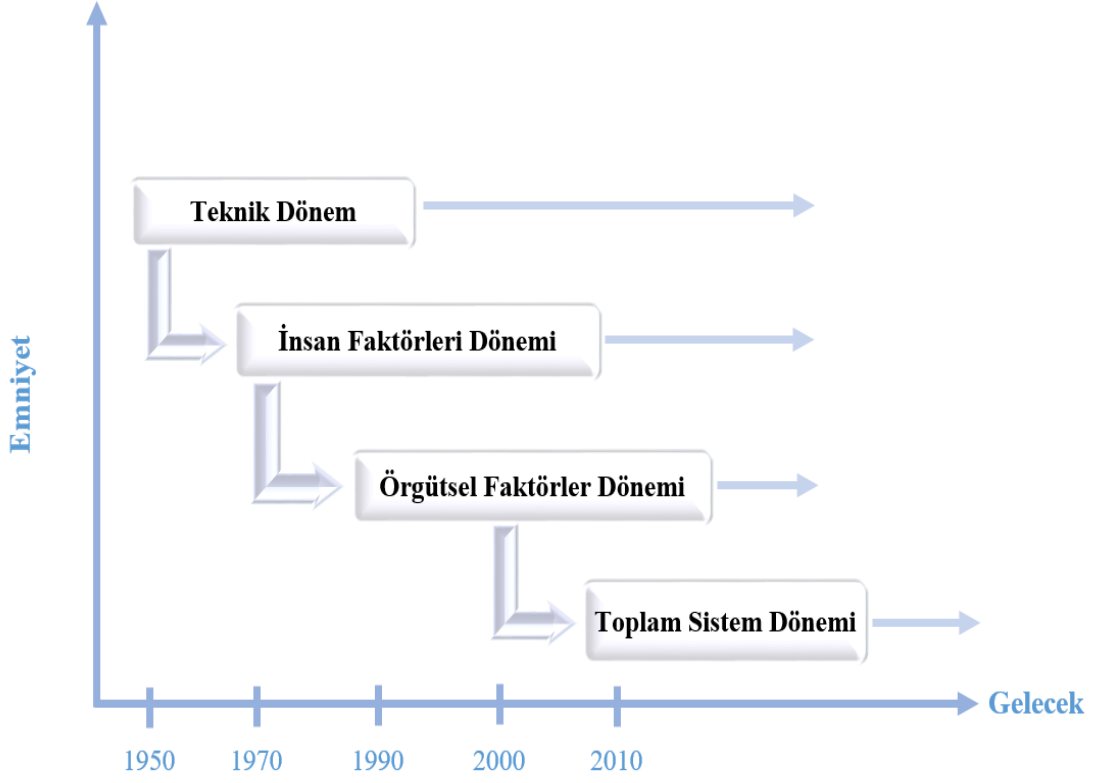 Teknik Dönem
İnsan Faktörleri Dönemi
Emniyet
Örgütsel Faktörler Dönemi
Toplam Sistem Dönemi
Gelecek
1950 1970 1990 2000 2010